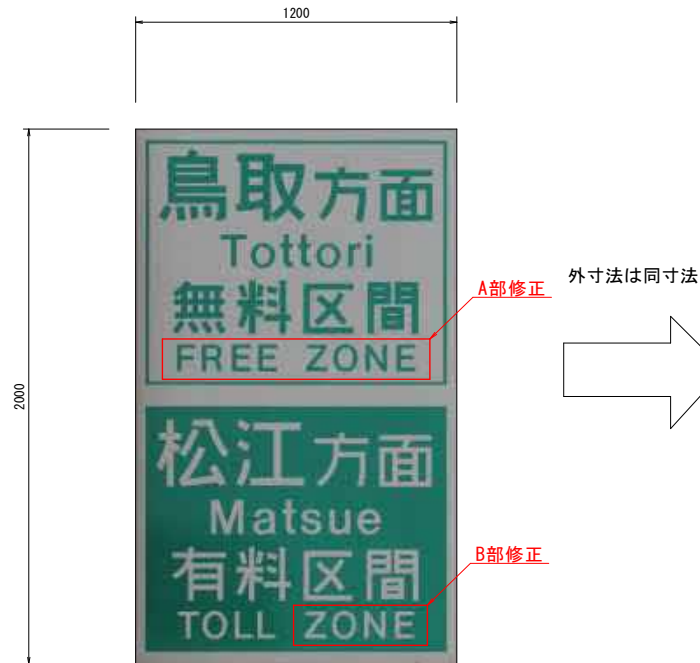 1200
2000
鳥取方面
Tottori
無料区間
FREE ZONE
A部修正
外寸法は同寸法
松江方面
Matsue
有料区間
TOLL ZONE
B部修正